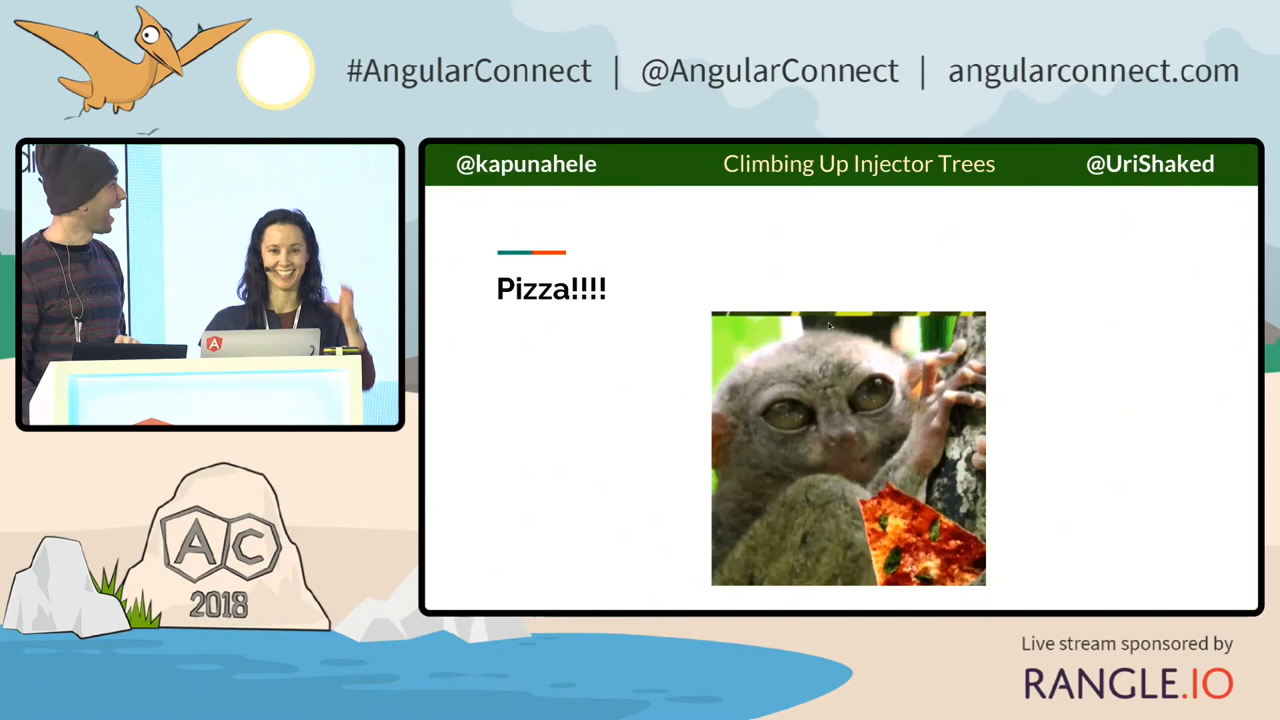 #AngularConnect | @AngularConnect | angularconnect.com
@kapunahele Climbing Up Injector Trees @UriShaked
Pizza!!!!
AC
2018
Live stream sponsored by
RANGLE.IO